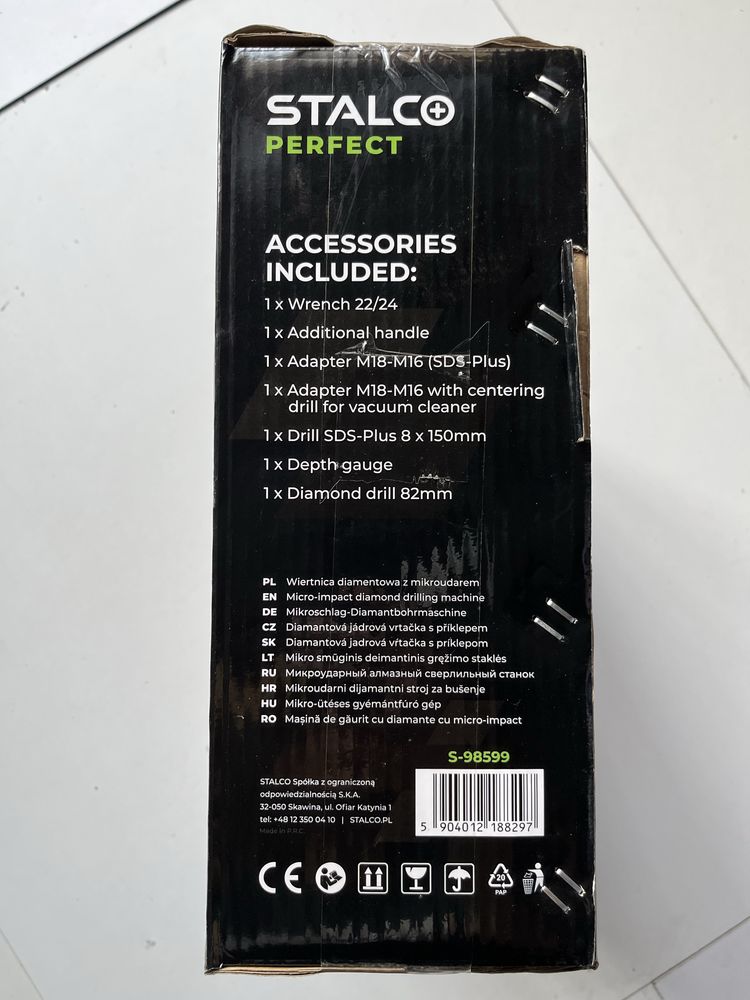 STALCO
PERFECT
ACCESSORIES
INCLUDED:
1 x Wrench 22/24
1 x Additional handle
1 x Adapter M18-M16 (SDS-Plus)
1 x Adapter M18-M16 with centering
drill for vacuum cleaner
1 x Drill SDS-Plus 8 x 150mm
1 x Depth gauge
1 x Diamond drill 82mm
PL Wiertnica diamentowa z mikroudarem
EN Micro-impact diamond drilling machine
DE Mikroschlag-Diamantbohrmaschine
CZ Diamantová jádrová vrtačka s příklepem
SK Diamantová jadrová vŕtačka s príklepom
LT Mikro smūginis deimantinis gręžimo staklės
RU Микроударный алмазный сверлильный станок
HR Mikroudarni dijamantni stroj za bušenje
HU Mikro-ütéses gyémántfúró gép
RO Mașină de găurit cu diamante cu micro-impact
S-98599
STALCO Spółka z ograniczoną
odpowiedzialnością S.K.A.
32-050 Skawina, ul. Ofiar Katynia 1
tel: +48 12 350 04 10 | STALCO.PL
Made in P.R.C.
5 904012 188297
CE
20
PAP